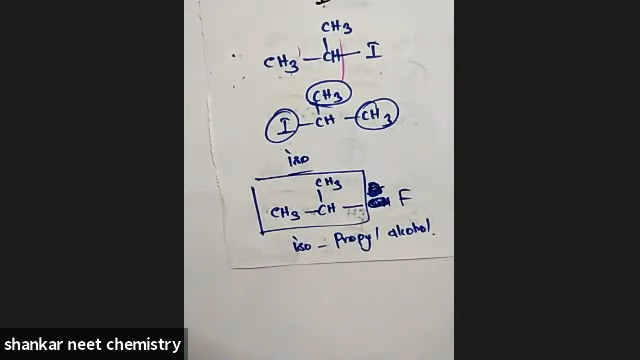 CH3
CH3 — CH — I
CH3
I — CH — CH3
iso
CH3
CH3 — CH — F
iso - Propyl alcohol.
shankar neet chemistry